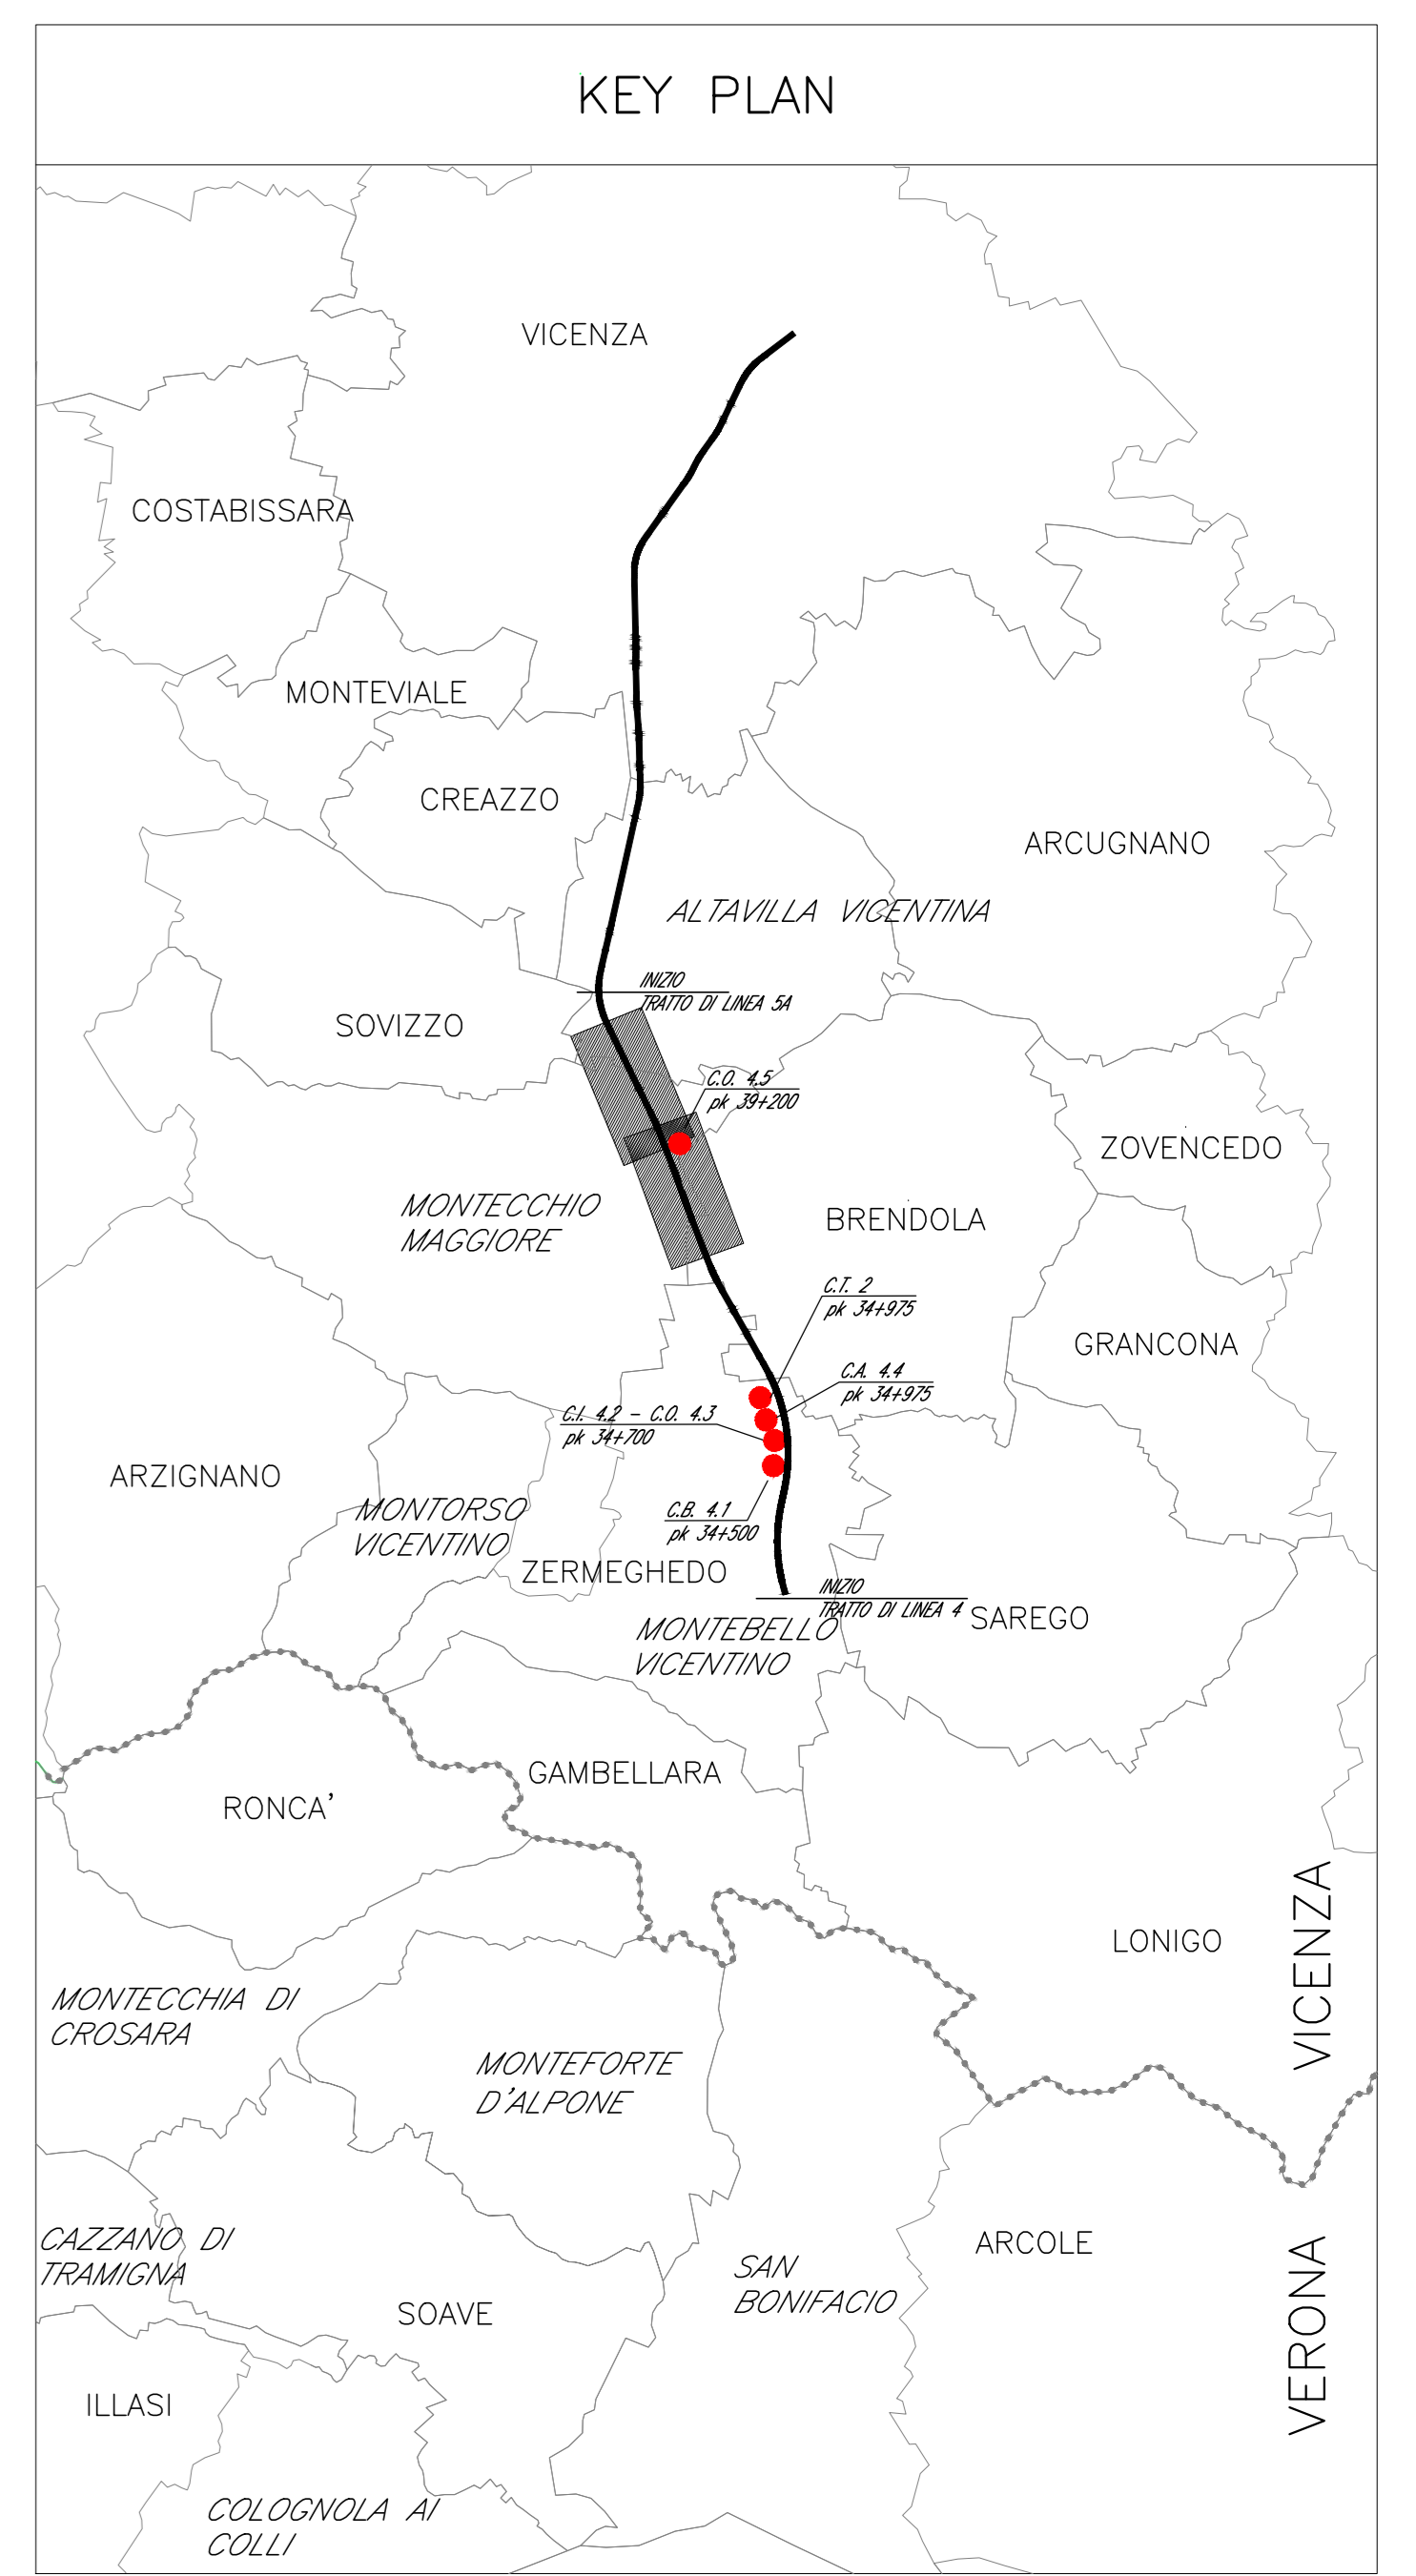 KEY PLAN
VICENZA
COSTABISSARA
MONTEVIALE
CREAZZO
ARCUGNANO
ALTAVILLA VICENTINA
INIZIO
TRATTO DI LINEA 5A
SOVIZZO
C.O. 4.5
pk 39+200
ZOVENCEDO
MONTECCHIO
MAGGIORE
BRENDOLA
C.T. 2
pk 34+975
GRANCONA
C.A. 4.4
pk 34+975
C.I. 4.2 - C.O. 4.3
pk 34+700
ARZIGNANO
MONTORSO
VICENTINO
C.B. 4.1
pk 34+500
ZERMEGHEDO
INIZIO
TRATTO DI LINEA 4
SAREGO
MONTEBELLO
VICENTINO
GAMBELLARA
RONCA'
LONIGO
VICENZA
MONTECCHIA DI
CROSARA
MONTEFORTE
D'ALPONE
CAZZANO DI
TRAMIGNA
ARCOLE
SAN
BONIFACIO
VERONA
SOAVE
ILLASI
COLOGNOLA AI
COLLI